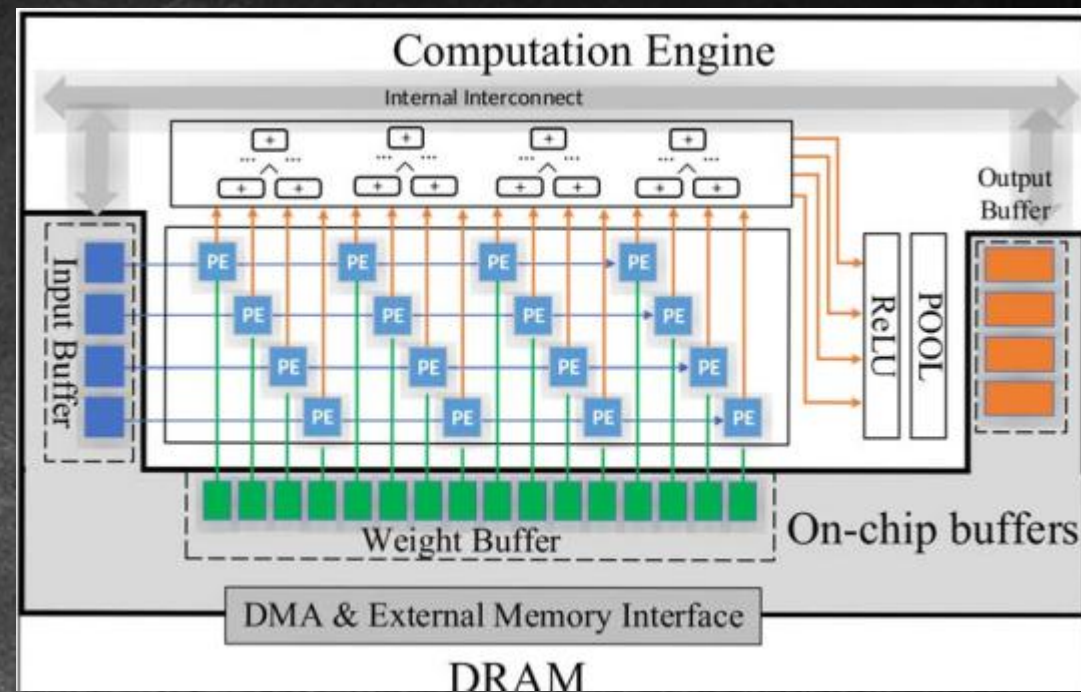 Computation Engine
Internal Interconnect
+ + + +
... ... ... ... ... ... ... ...
+ + + + + + + +
Output
Buffer
Input Buffer
PE PE PE PE
PE PE PE PE
PE PE PE PE
PE PE PE PE
ReLU
POOL
Weight Buffer
On-chip buffers
DMA & External Memory Interface
DRAM